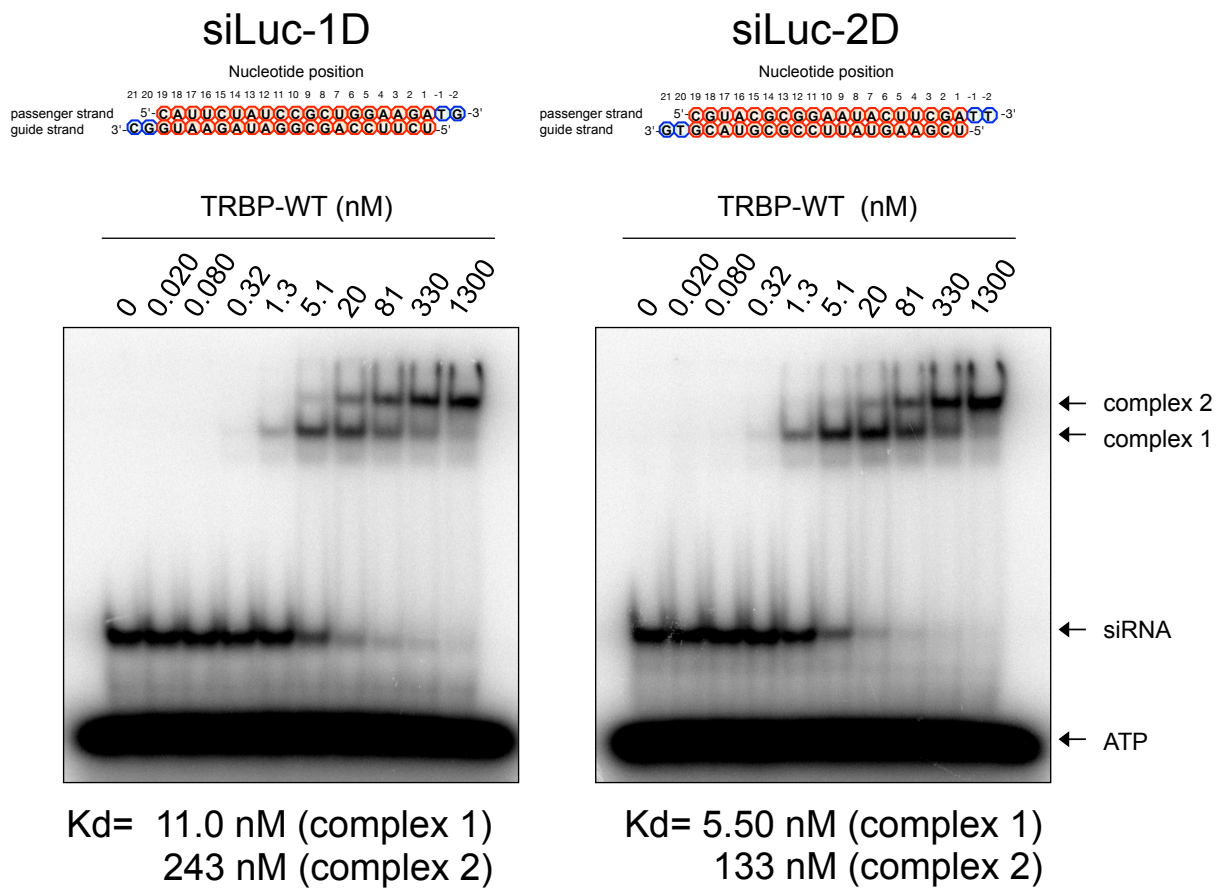 siLuc-1D
Nucleotide position
21 20 19 18 17 16 15 14 13 12 11 10 9 8 7 6 5 4 3 2 1 -1 -2
passenger strand 5'-CAUUCUAUCCGCUGGAAGATG-3'
guide strand 3'-CGGUAAGAUAGGCGACCUUCU-5'
TRBP-WT (nM)
0 0.020 0.080 0.32 1.3 5.1 20 81 330 1300
Kd= 11.0 nM (complex 1)
243 nM (complex 2)
siLuc-2D
Nucleotide position
21 20 19 18 17 16 15 14 13 12 11 10 9 8 7 6 5 4 3 2 1 -1 -2
passenger strand 5'-CGUACGCGGAAUACUUCGATT-3'
guide strand 3'-GTGCAUGCGCCUUAUGAAGCU-5'
TRBP-WT (nM)
0 0.020 0.080 0.32 1.3 5.1 20 81 330 1300
complex 2
complex 1
siRNA
ATP
Kd= 5.50 nM (complex 1)
133 nM (complex 2)